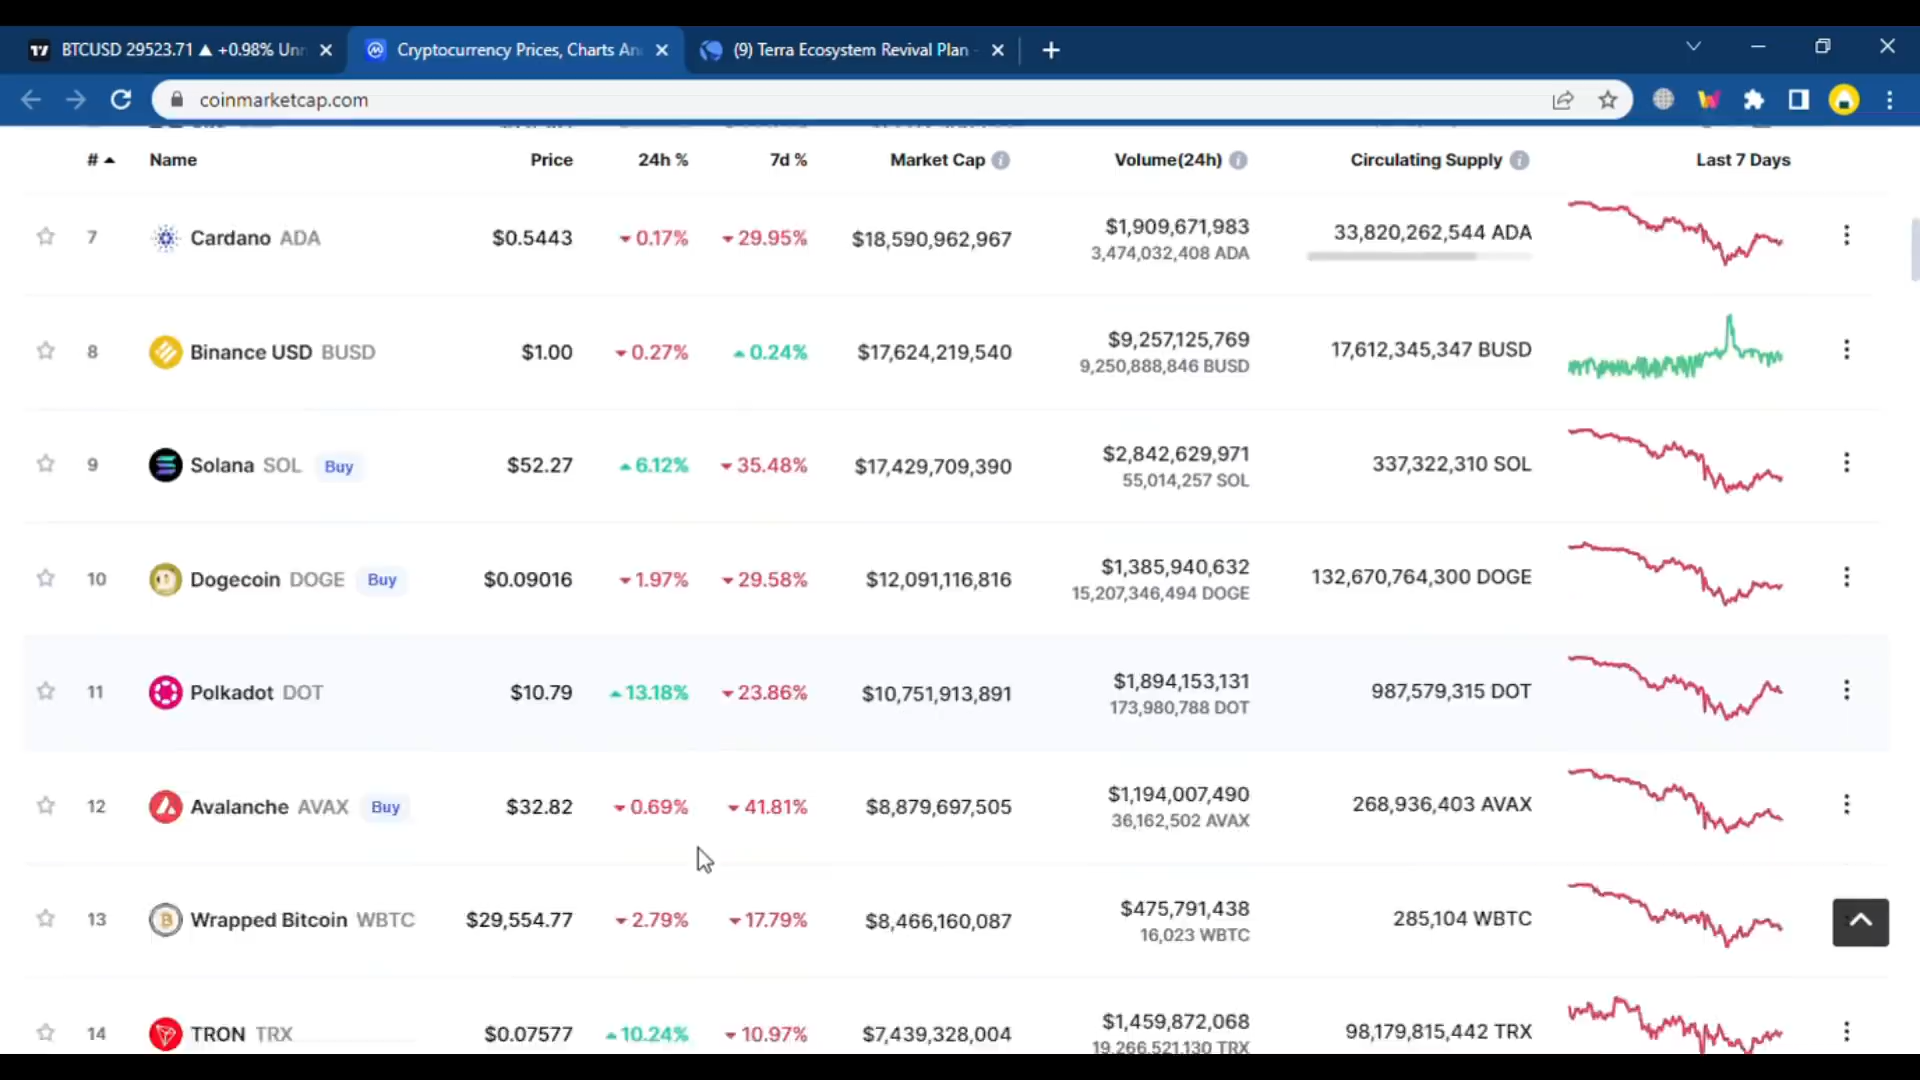 BTCUSD 29523.71 ▲ +0.98% Unn
Cryptocurrency Prices, Charts An
(9) Terra Ecosystem Revival Plan -
coinmarketcap.com
# Name Price 24h % 7d % Market Cap Volume(24h) Circulating Supply Last 7 Days
7 Cardano ADA $0.5443 0.17% 29.95% $18,590,962,967 $1,909,671,983 33,820,262,544 ADA
3,474,032,408 ADA
8 Binance USD BUSD $1.00 0.27% 0.24% $17,624,219,540 $9,257,125,769 17,612,345,347 BUSD
9,250,888,846 BUSD
9 Solana SOL Buy $52.27 6.12% 35.48% $17,429,709,390 $2,842,629,971 337,322,310 SOL
55,014,257 SOL
10 Dogecoin DOGE Buy $0.09016 1.97% 29.58% $12,091,116,816 $1,385,940,632 132,670,764,300 DOGE
15,207,346,494 DOGE
11 Polkadot DOT $10.79 13.18% 23.86% $10,751,913,891 $1,894,153,131 987,579,315 DOT
173,980,788 DOT
12 Avalanche AVAX Buy $32.82 0.69% 41.81% $8,879,697,505 $1,194,007,490 268,936,403 AVAX
36,162,502 AVAX
13 Wrapped Bitcoin WBTC $29,554.77 2.79% 17.79% $8,466,160,087 $475,791,438 285,104 WBTC
16,023 WBTC
14 TRON TRX $0.07577 10.24% 10.97% $7,439,328,004 $1,459,872,068 98,179,815,442 TRX
19,266,521,130 TRX